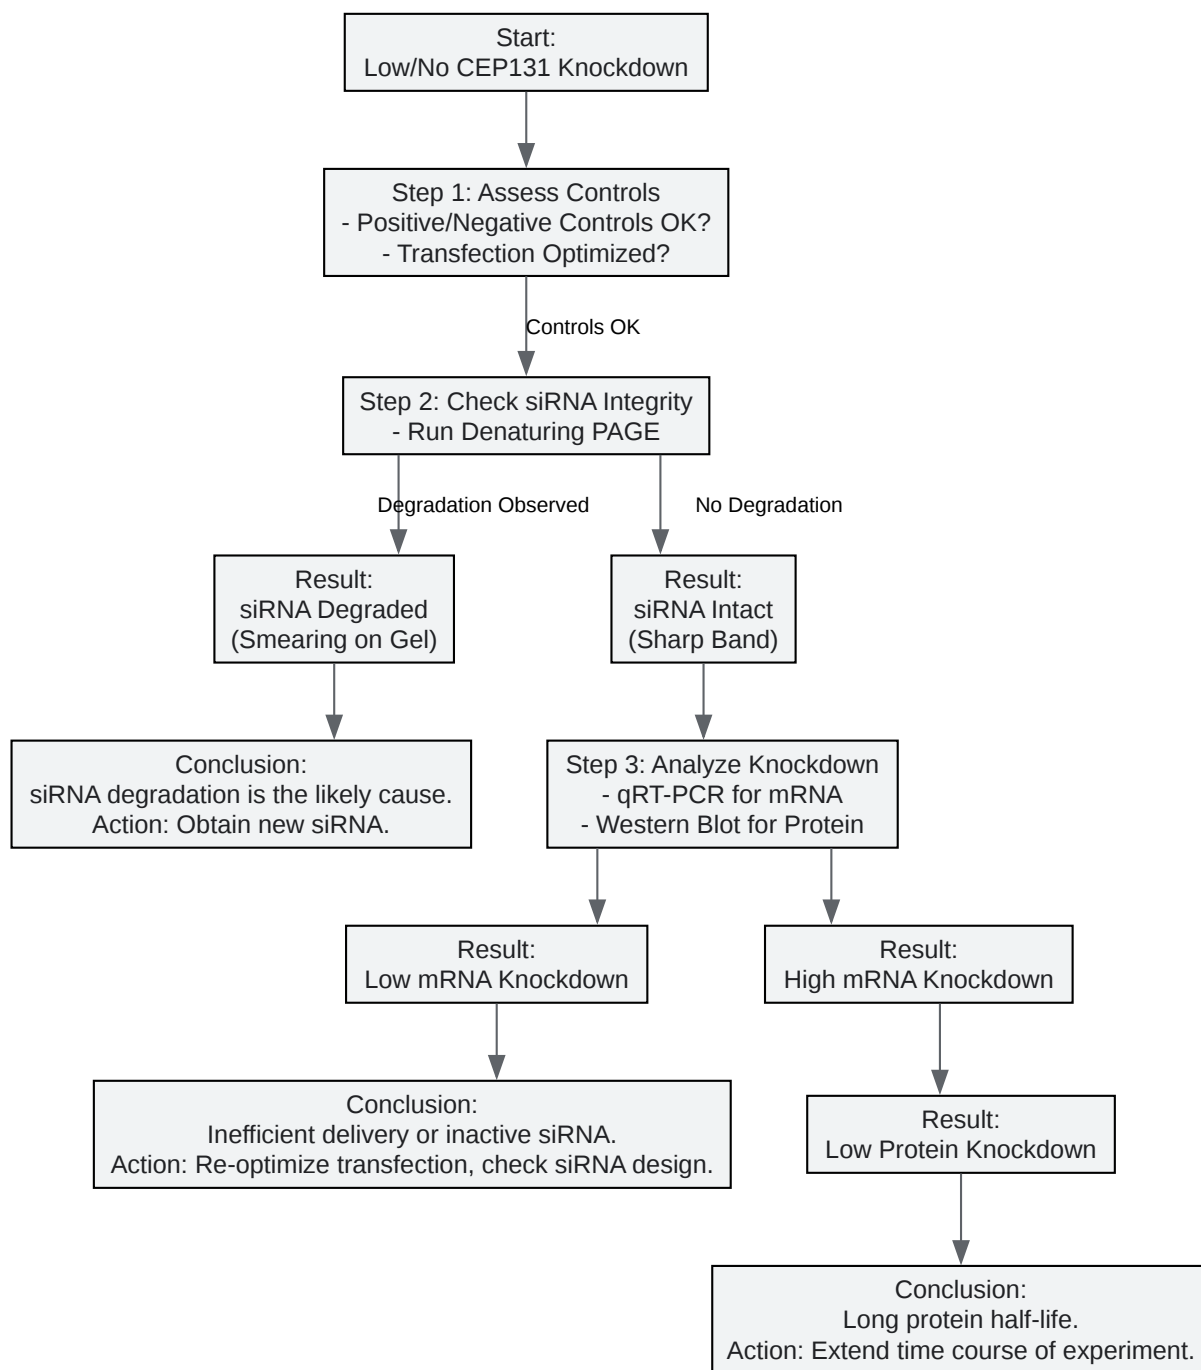 Start:
Low/No CEP131 Knockdown
Step 1: Assess Controls
- Positive/Negative Controls OK?
- Transfection Optimized?
Controls OK
Step 2: Check siRNA Integrity
- Run Denaturing PAGE
Degradation Observed
No Degradation
Result:
siRNA Degraded
(Smearing on Gel)
Result:
siRNA Intact
(Sharp Band)
Conclusion:
siRNA degradation is the likely cause.
Action: Obtain new siRNA.
Step 3: Analyze Knockdown
- qRT-PCR for mRNA
- Western Blot for Protein
Result:
Low mRNA Knockdown
Result:
High mRNA Knockdown
Conclusion:
Inefficient delivery or inactive siRNA.
Action: Re-optimize transfection, check siRNA design.
Result:
Low Protein Knockdown
Conclusion:
Long protein half-life.
Action: Extend time course of experiment.